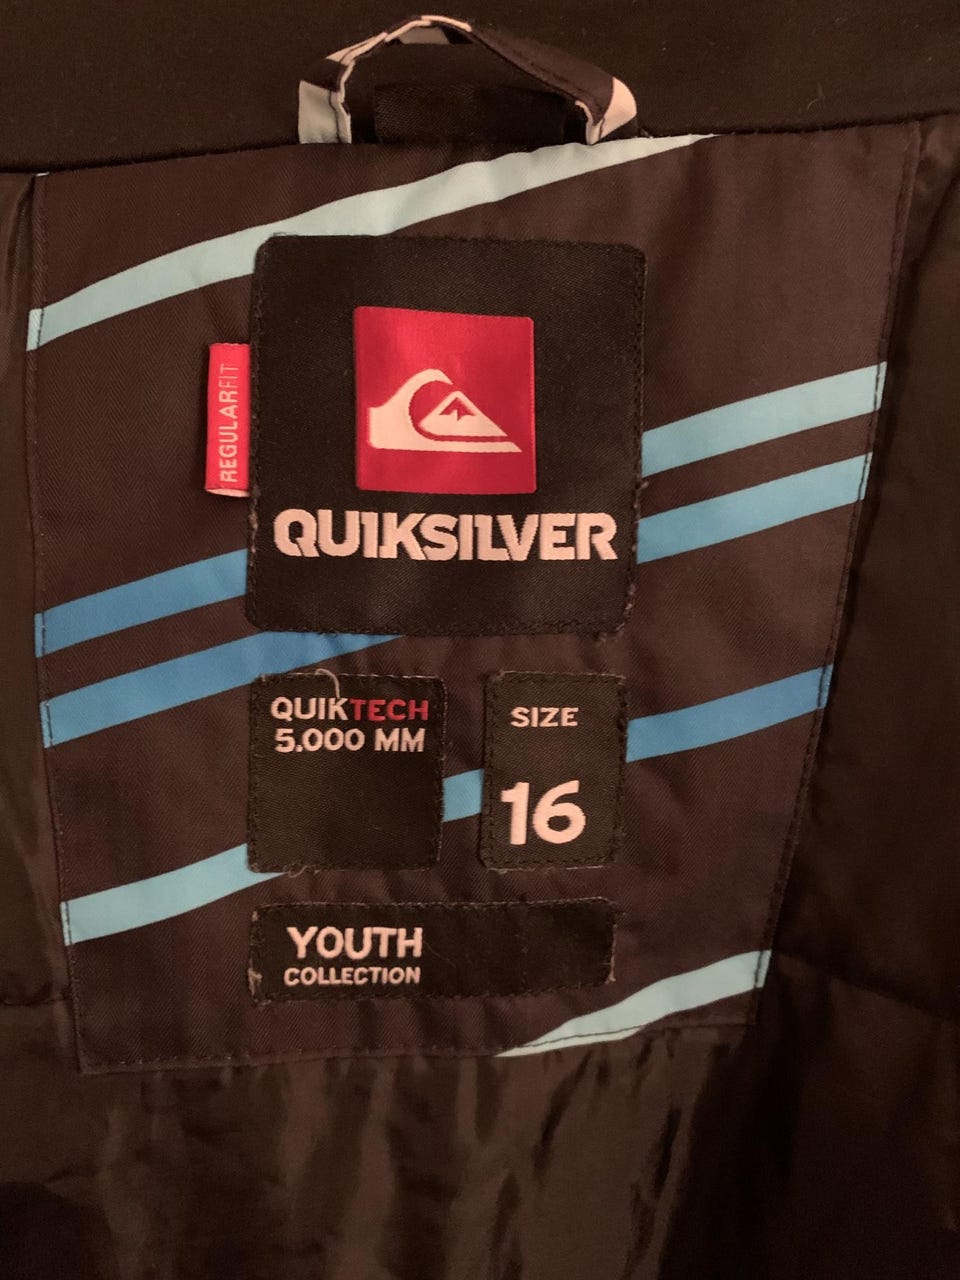 REGULARFIT
QUIKSILVER
QUIKTECH
5.000 MM
SIZE
16
YOUTH
COLLECTION